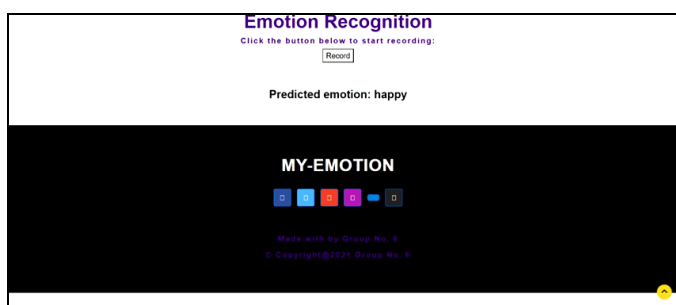 Emotion Recognition
Click the button below to start recording:
Record
Predicted emotion: happy
MY-EMOTION
Made with by Group No. 9
© Copyright@2021 Group No. 9